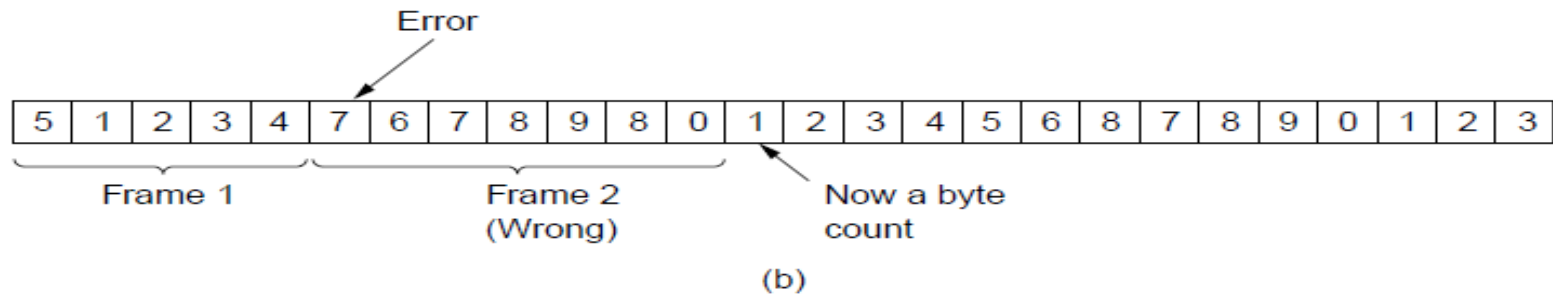 Error
5 1 2 3 4 7 6 7 8 9 8 0 1 2 3 4 5 6 8 7 8 9 0 1 2 3
Frame 1
Frame 2
(Wrong)
Now a byte
count
(b)